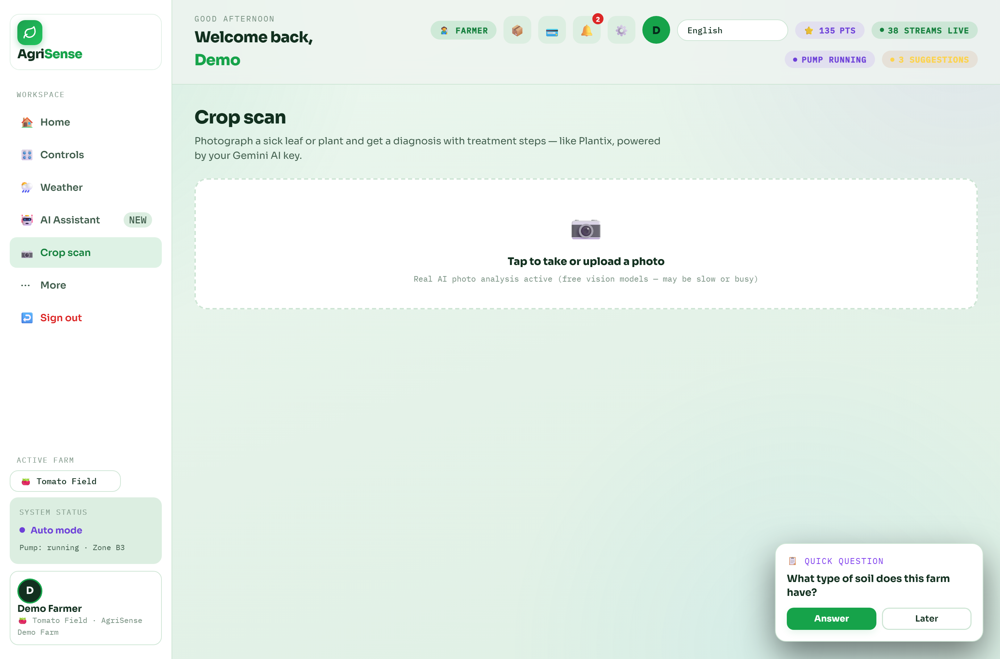 AgriSense
WORKSPACE
Home
Controls
Weather
AI Assistant NEW
Crop scan
More
Sign out
ACTIVE FARM
Tomato Field
SYSTEM STATUS
Auto mode
Pump: running · Zone B3
D
Demo Farmer
Tomato Field · AgriSense
Demo Farm
GOOD AFTERNOON
Welcome back,
Demo
FARMER
2
D
English
135 PTS
38 STREAMS LIVE
PUMP RUNNING
3 SUGGESTIONS
Crop scan
Photograph a sick leaf or plant and get a diagnosis with treatment steps — like Plantix, powered
by your Gemini AI key.
Tap to take or upload a photo
Real AI photo analysis active (free vision models — may be slow or busy)
QUICK QUESTION
What type of soil does this farm
have?
Answer
Later